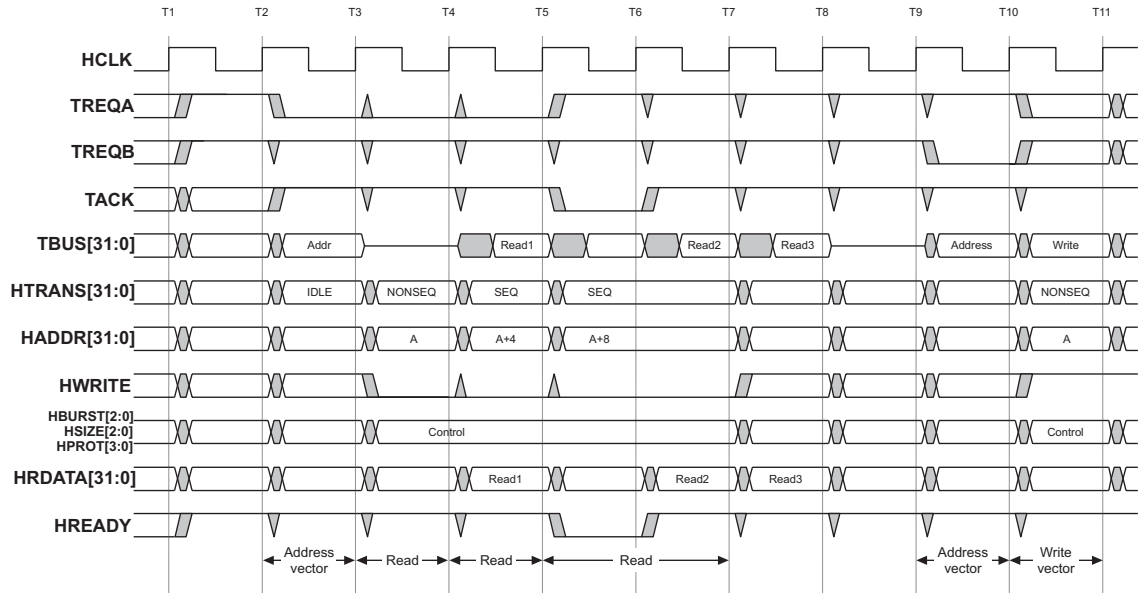 T1 T2 T3 T4 T5 T6 T7 T8 T9 T10 T11
HCLK
TREQA
TREQB
TACK
TBUS[31:0] Addr Read1 Read2 Read3 Address Write
HTRANS[31:0] IDLE NONSEQ SEQ SEQ NONSEQ
HADDR[31:0] A A+4 A+8 A
HWRITE
HBURST[2:0]
HSIZE[2:0] Control Control
HPROT[3:0]
HRDATA[31:0] Read1 Read2 Read3
HREADY
Address Read Read Read Address Write
vector vector vector